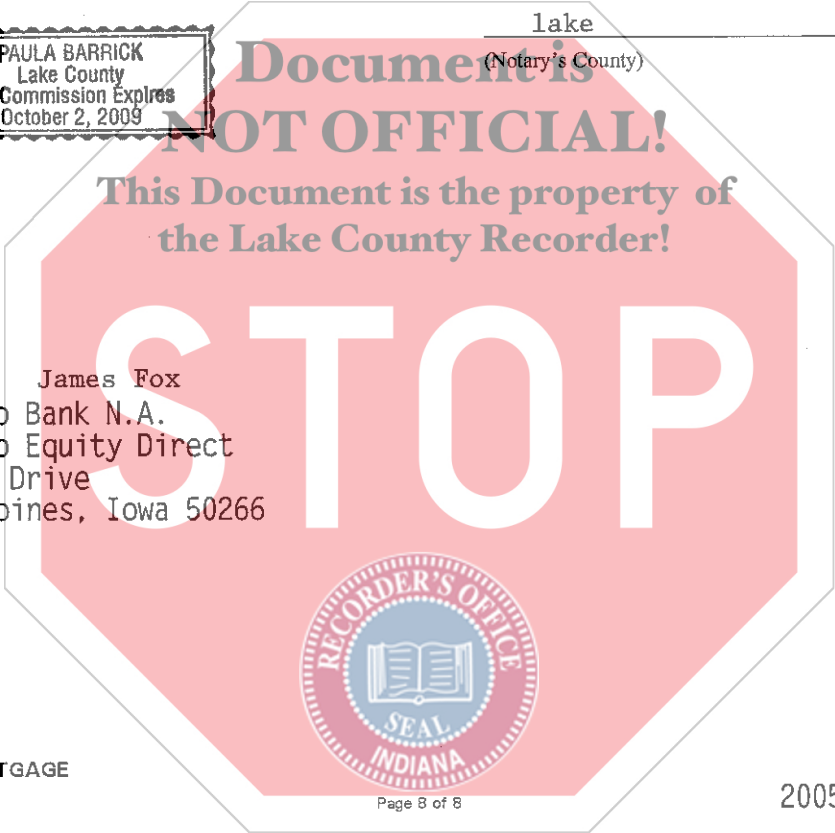 lake
PAULA BARRICK
Lake County
Commission Expires
October 2, 2009
(Notary's County)
Document is
NOT OFFICIAL!
This Document is the property of
the Lake County Recorder!
STOP
James Fox
o Bank N.A.
o Equity Direct
Drive
oines, Iowa 50266
RECORDER'S OFFICE
SEAL
INDIANA
TGAGE
Page 8 of 8
2005